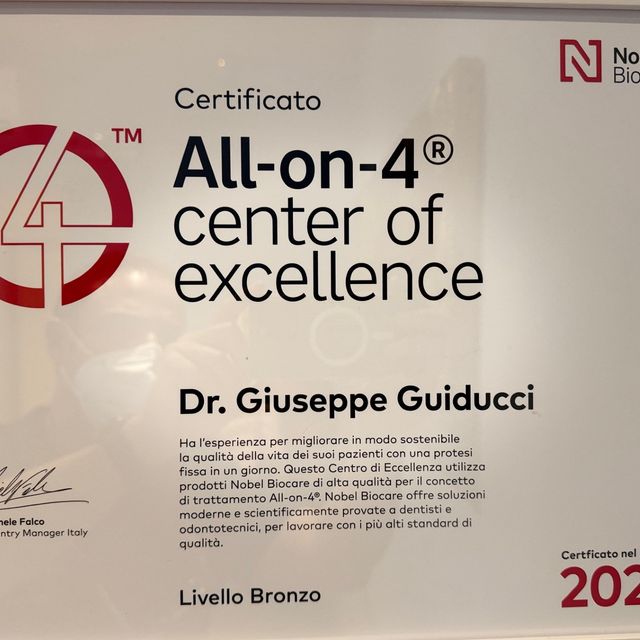 Certificato
TM
All-on-4®
center of
excellence
Dr. Giuseppe Guiducci
Ha l'esperienza per migliorare in modo sostenibile
la qualità della vita dei suoi pazienti con una protesi
fissa in un giorno. Questo Centro di Eccellenza utilizza
prodotti Nobel Biocare di alta qualità per il concetto
di trattamento All-on-4®. Nobel Biocare offre soluzioni
moderne e scientificamente provate a dentisti e
odontotecnici, per lavorare con i più alti standard di
qualità.
Falco
Manager Italy
Livello Bronzo
Certficato nel